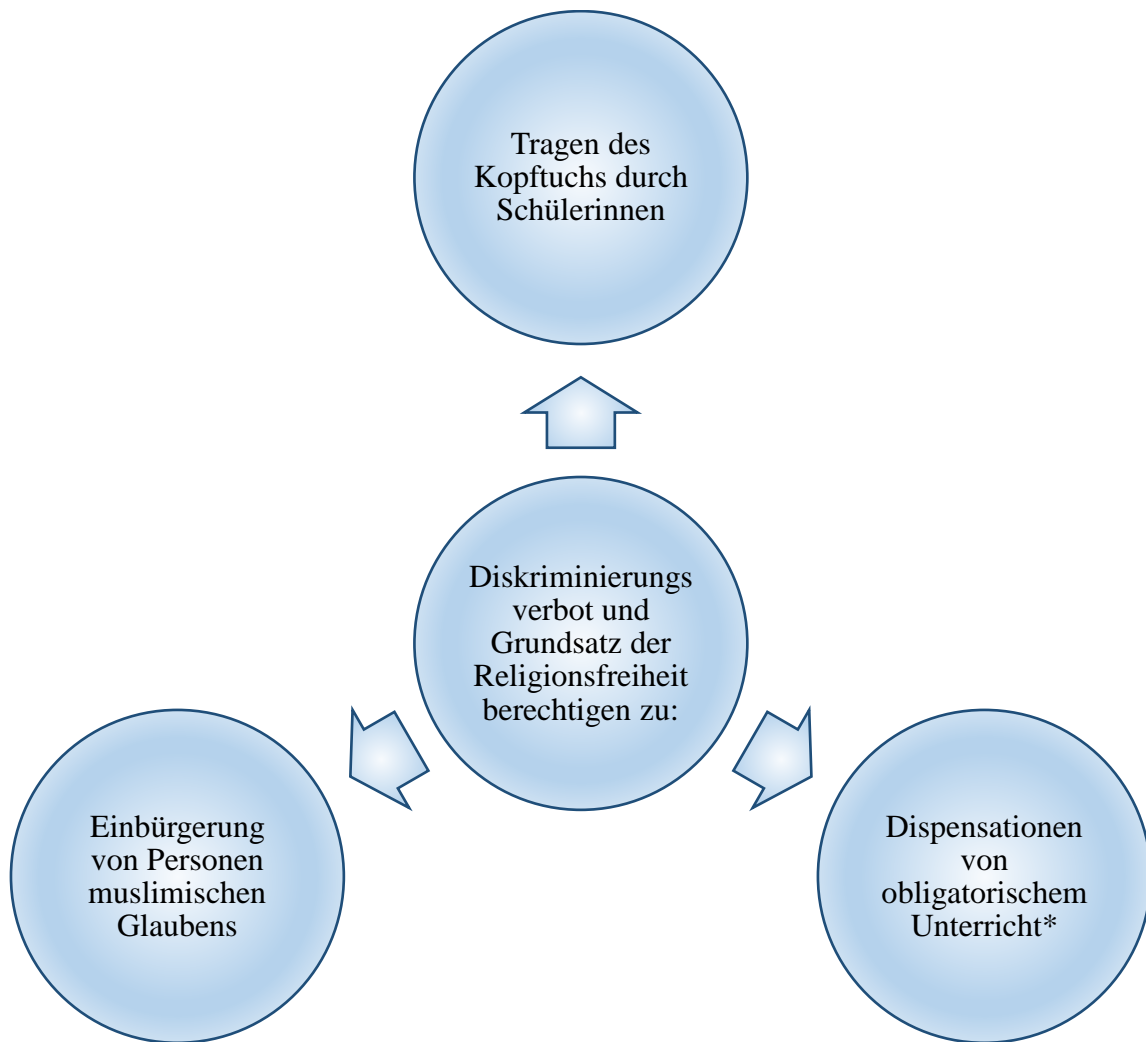 Tragen des
Kopftuchs durch
Schülerinnen
Diskriminierungs
verbot und
Grundsatz der
Religionsfreiheit
berechtigen zu:
Einbürgerung
von Personen
muslimischen
Glaubens
Dispensationen
von
obligatorischem
Unterricht*